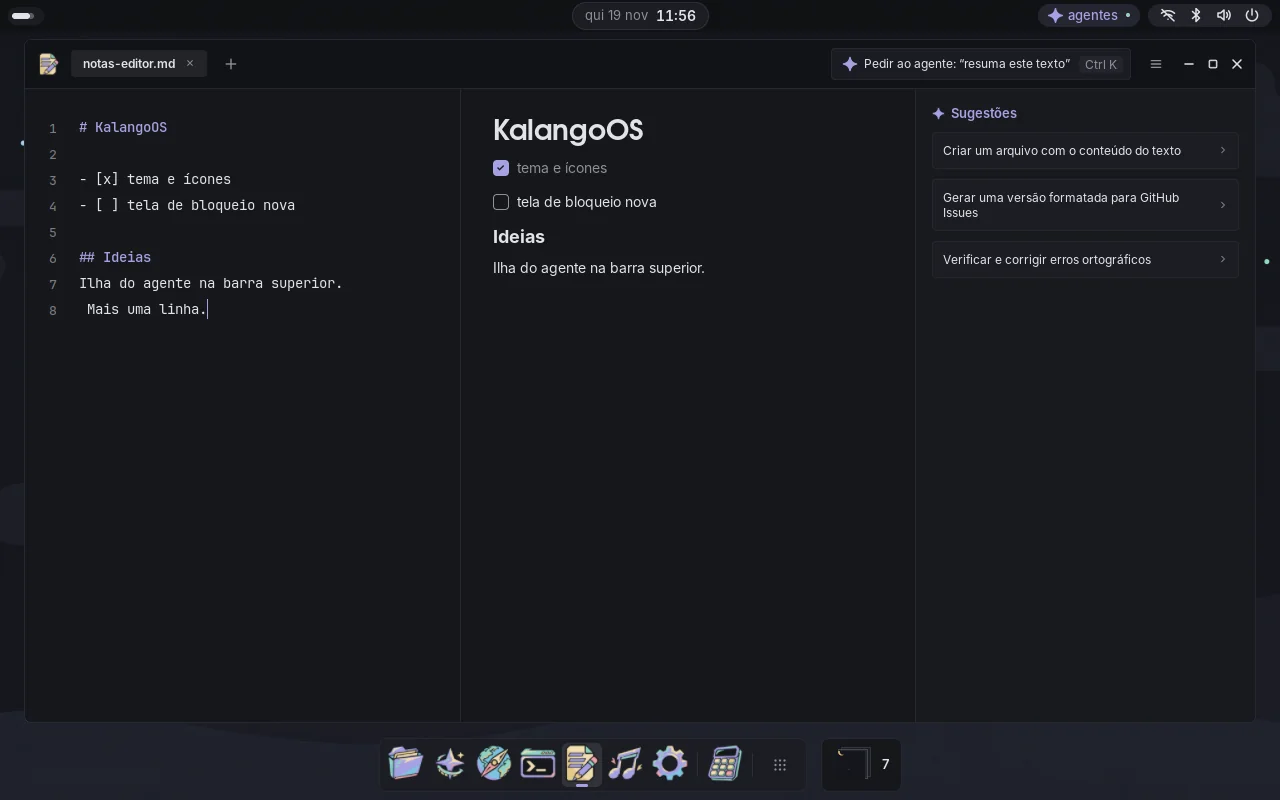 qui 19 nov 11:56
agentes
notas-editor.md
Pedir ao agente: “resuma este texto” Ctrl K
1 # KalangoOS
2
3 - [x] tema e ícones
4 - [ ] tela de bloqueio nova
5
6 ## Ideias
7 Ilha do agente na barra superior.
8 Mais uma linha.
KalangoOS
tema e ícones
tela de bloqueio nova
Ideias
Ilha do agente na barra superior.
Sugestões
Criar um arquivo com o conteúdo do texto
Gerar uma versão formatada para GitHub
Issues
Verificar e corrigir erros ortográficos
7